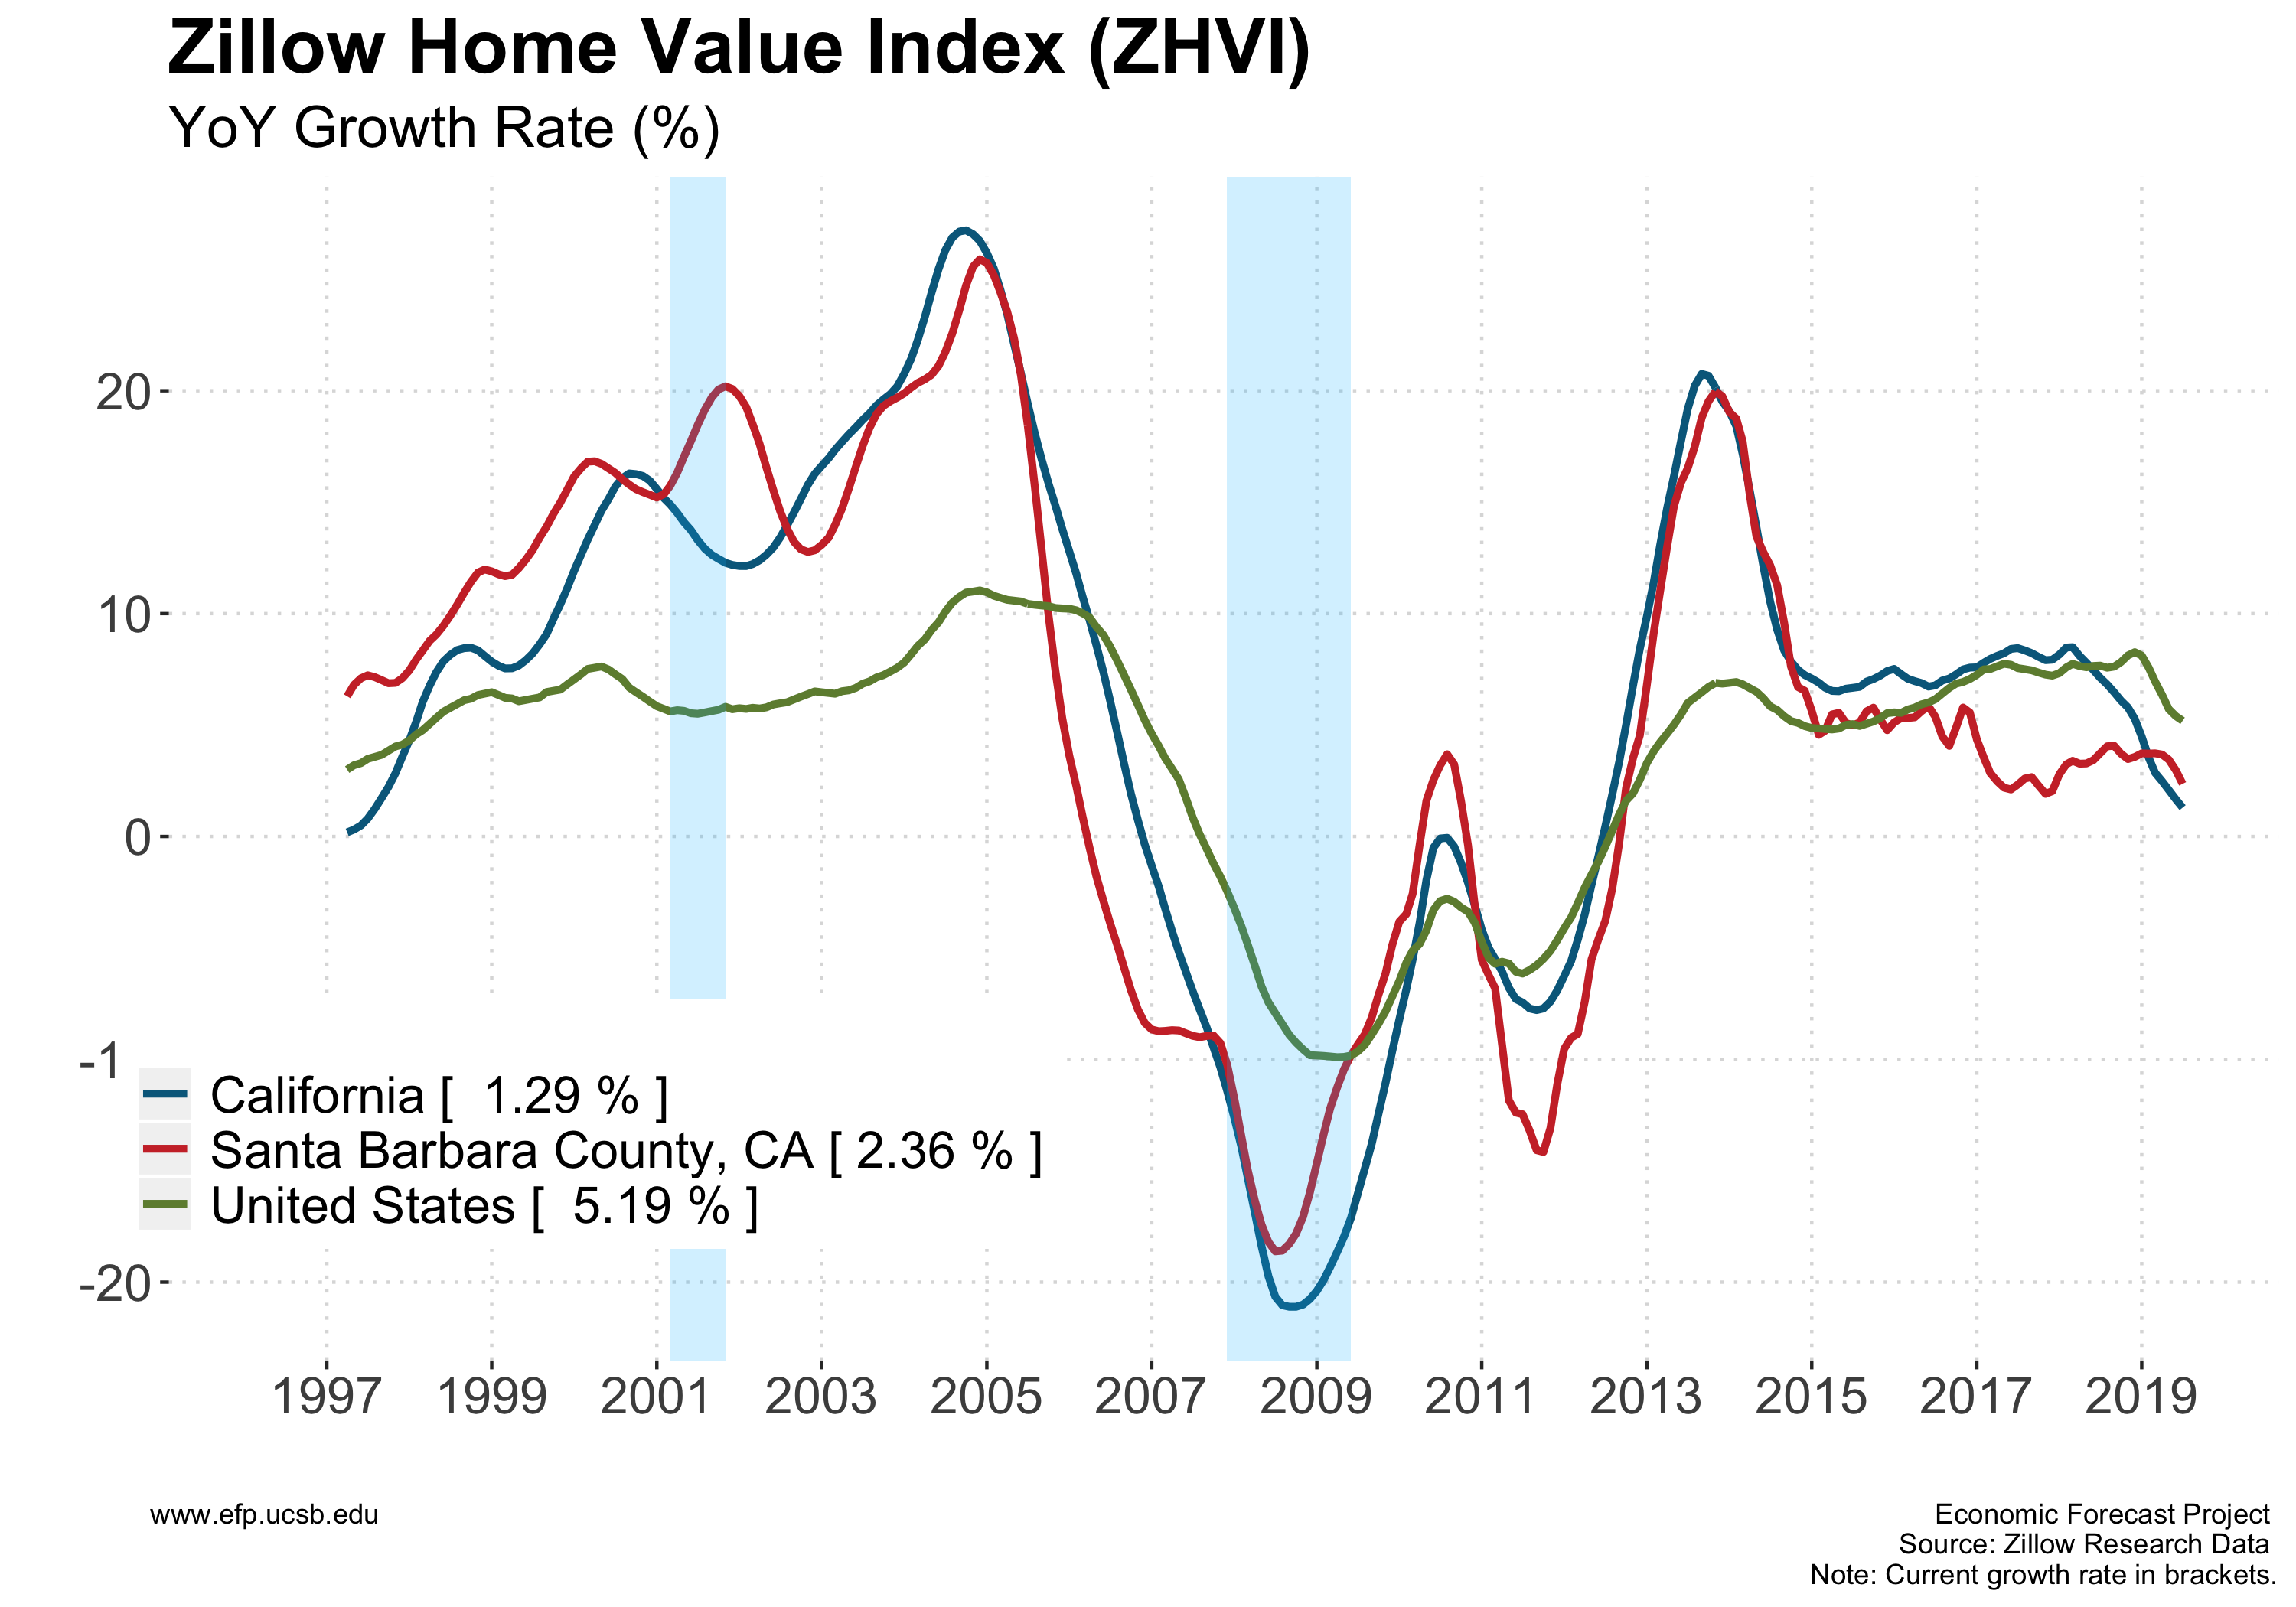 Zillow Home Value Index (ZHVI)
YoY Growth Rate (%)
20
10
0
-1
-20
California [  1.29 % ]
Santa Barbara County, CA [ 2.36 % ]
United States [  5.19 % ]
1997 1999 2001 2003 2005 2007 2009 2011 2013 2015 2017 2019
www.efp.ucsb.edu
Economic Forecast Project
Source: Zillow Research Data
Note: Current growth rate in brackets.